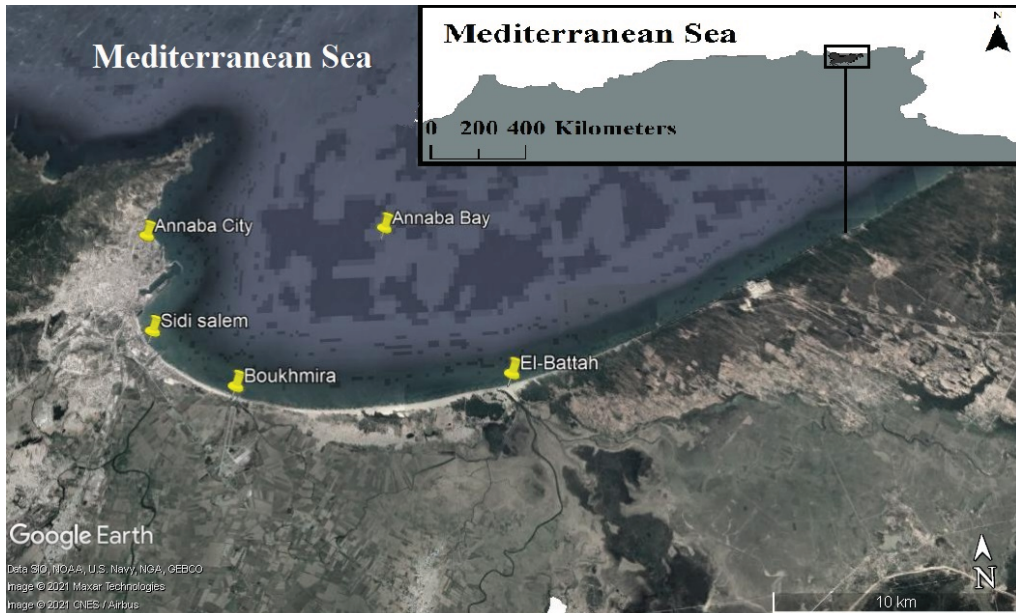 Mediterranean Sea
Mediterranean Sea
N
0 200 400 Kilometers
Annaba City
Annaba Bay
Sidi salem
Boukhmira
El-Battah
Google Earth
Data SIO, NOAA, U.S. Navy, NGA, GEBCO
Image © 2021 Maxar Technologies
Image © 2021 CNES / Airbus
N
10 km